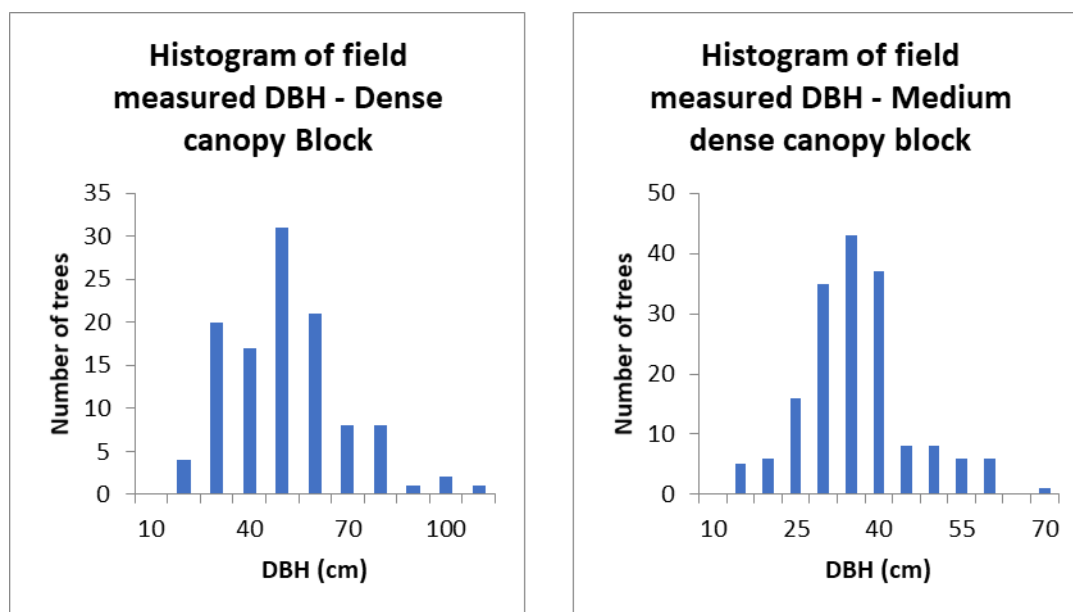 Histogram of field
measured DBH - Dense
canopy Block
35
30
25
20
15
10
5
0
Number of trees
10 40 70 100
DBH (cm)
Histogram of field
measured DBH - Medium
dense canopy block
50
40
30
20
10
0
Number of trees
10 25 40 55 70
DBH (cm)